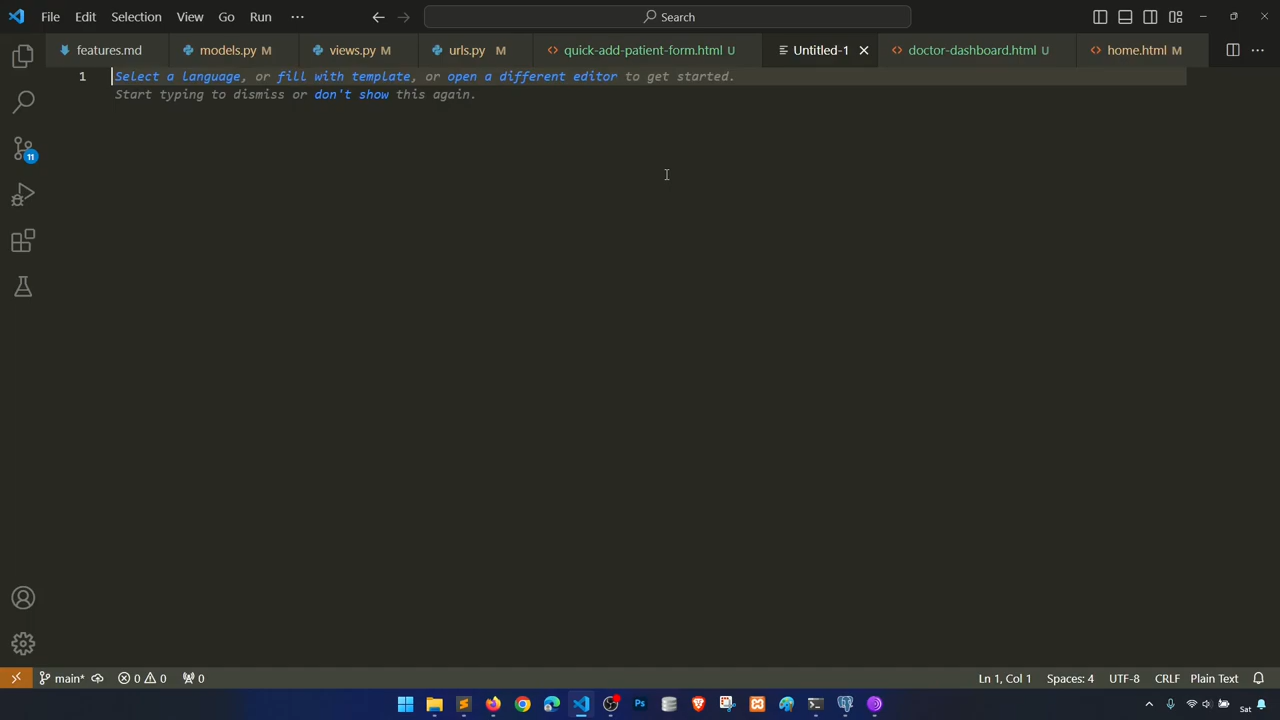 File Edit Selection View Go Run ··· Search
features.md models.py M views.py M urls.py M quick-add-patient-form.html U Untitled-1 doctor-dashboard.html U home.html M
1 Select a language, or fill with template, or open a different editor to get started.
Start typing to dismiss or don't show this again.
11
main* 0 0 0 Ln 1, Col 1 Spaces: 4 UTF-8 CRLF Plain Text
Ps Sat